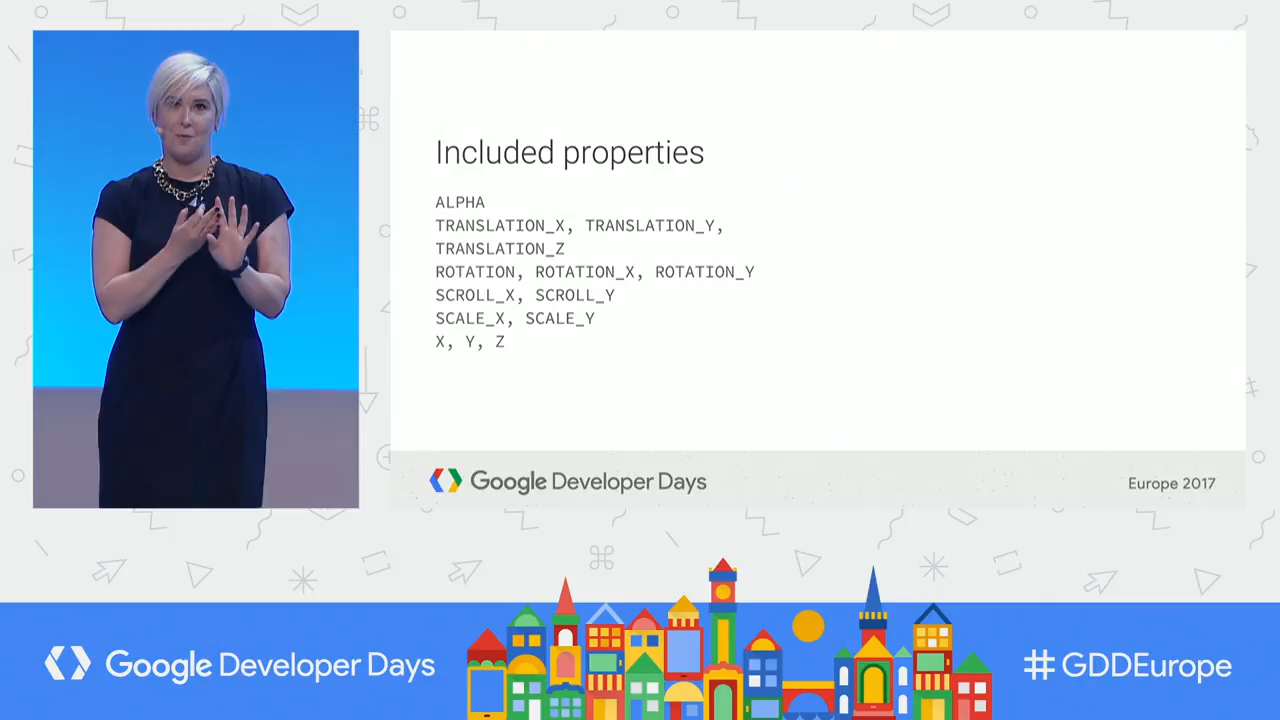 Included properties
ALPHA
TRANSLATION_X, TRANSLATION_Y,
TRANSLATION_Z
ROTATION, ROTATION_X, ROTATION_Y
SCROLL_X, SCROLL_Y
SCALE_X, SCALE_Y
X, Y, Z
Google Developer Days
Europe 2017
Google Developer Days
#GDDEurope